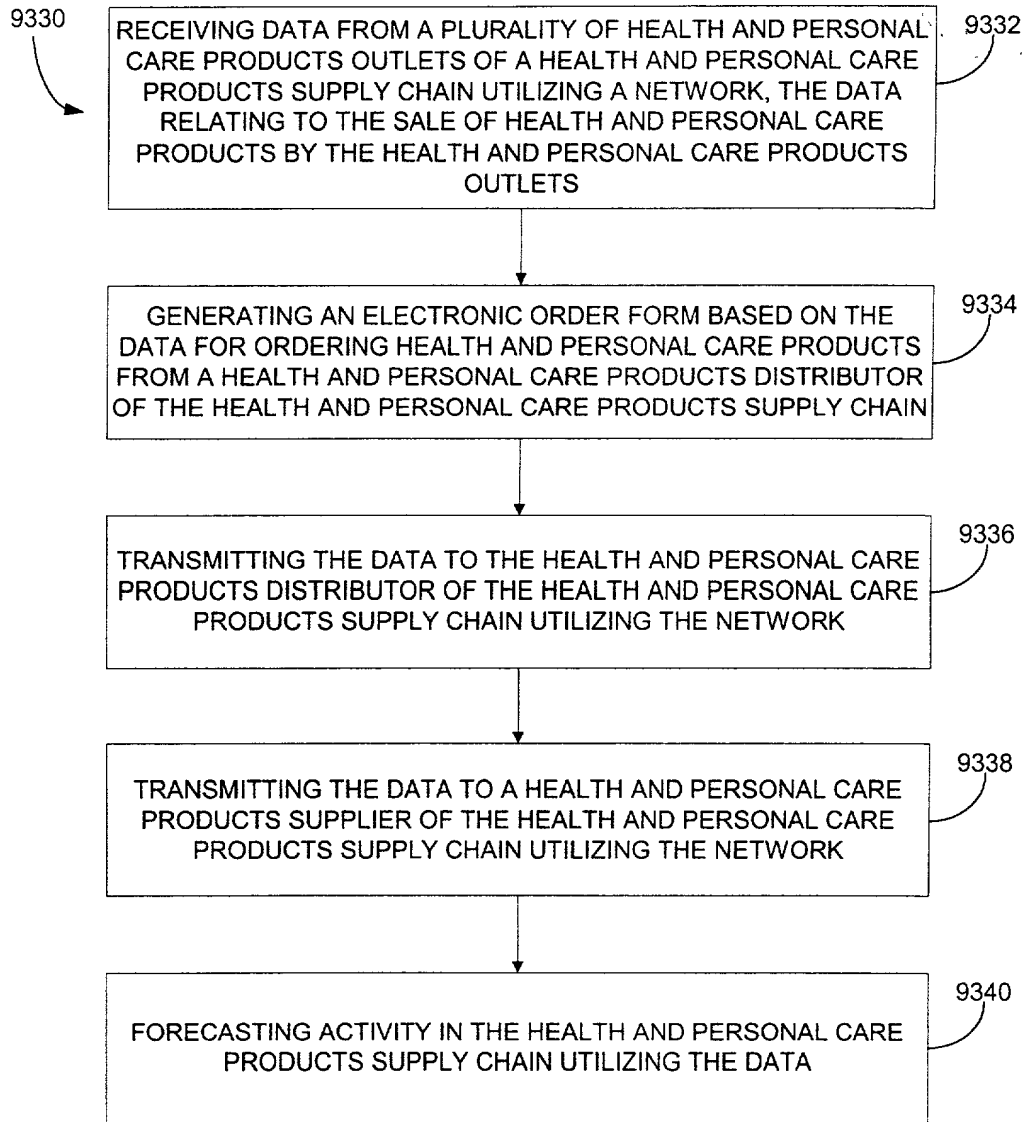 9330
RECEIVING DATA FROM A PLURALITY OF HEALTH AND PERSONAL
CARE PRODUCTS OUTLETS OF A HEALTH AND PERSONAL CARE
PRODUCTS SUPPLY CHAIN UTILIZING A NETWORK, THE DATA
RELATING TO THE SALE OF HEALTH AND PERSONAL CARE
PRODUCTS BY THE HEALTH AND PERSONAL CARE PRODUCTS
OUTLETS
9332
GENERATING AN ELECTRONIC ORDER FORM BASED ON THE
DATA FOR ORDERING HEALTH AND PERSONAL CARE PRODUCTS
FROM A HEALTH AND PERSONAL CARE PRODUCTS DISTRIBUTOR
OF THE HEALTH AND PERSONAL CARE PRODUCTS SUPPLY CHAIN
9334
TRANSMITTING THE DATA TO THE HEALTH AND PERSONAL CARE
PRODUCTS DISTRIBUTOR OF THE HEALTH AND PERSONAL CARE
PRODUCTS SUPPLY CHAIN UTILIZING THE NETWORK
9336
TRANSMITTING THE DATA TO A HEALTH AND PERSONAL CARE
PRODUCTS SUPPLIER OF THE HEALTH AND PERSONAL CARE
PRODUCTS SUPPLY CHAIN UTILIZING THE NETWORK
9338
FORECASTING ACTIVITY IN THE HEALTH AND PERSONAL CARE
PRODUCTS SUPPLY CHAIN UTILIZING THE DATA
9340